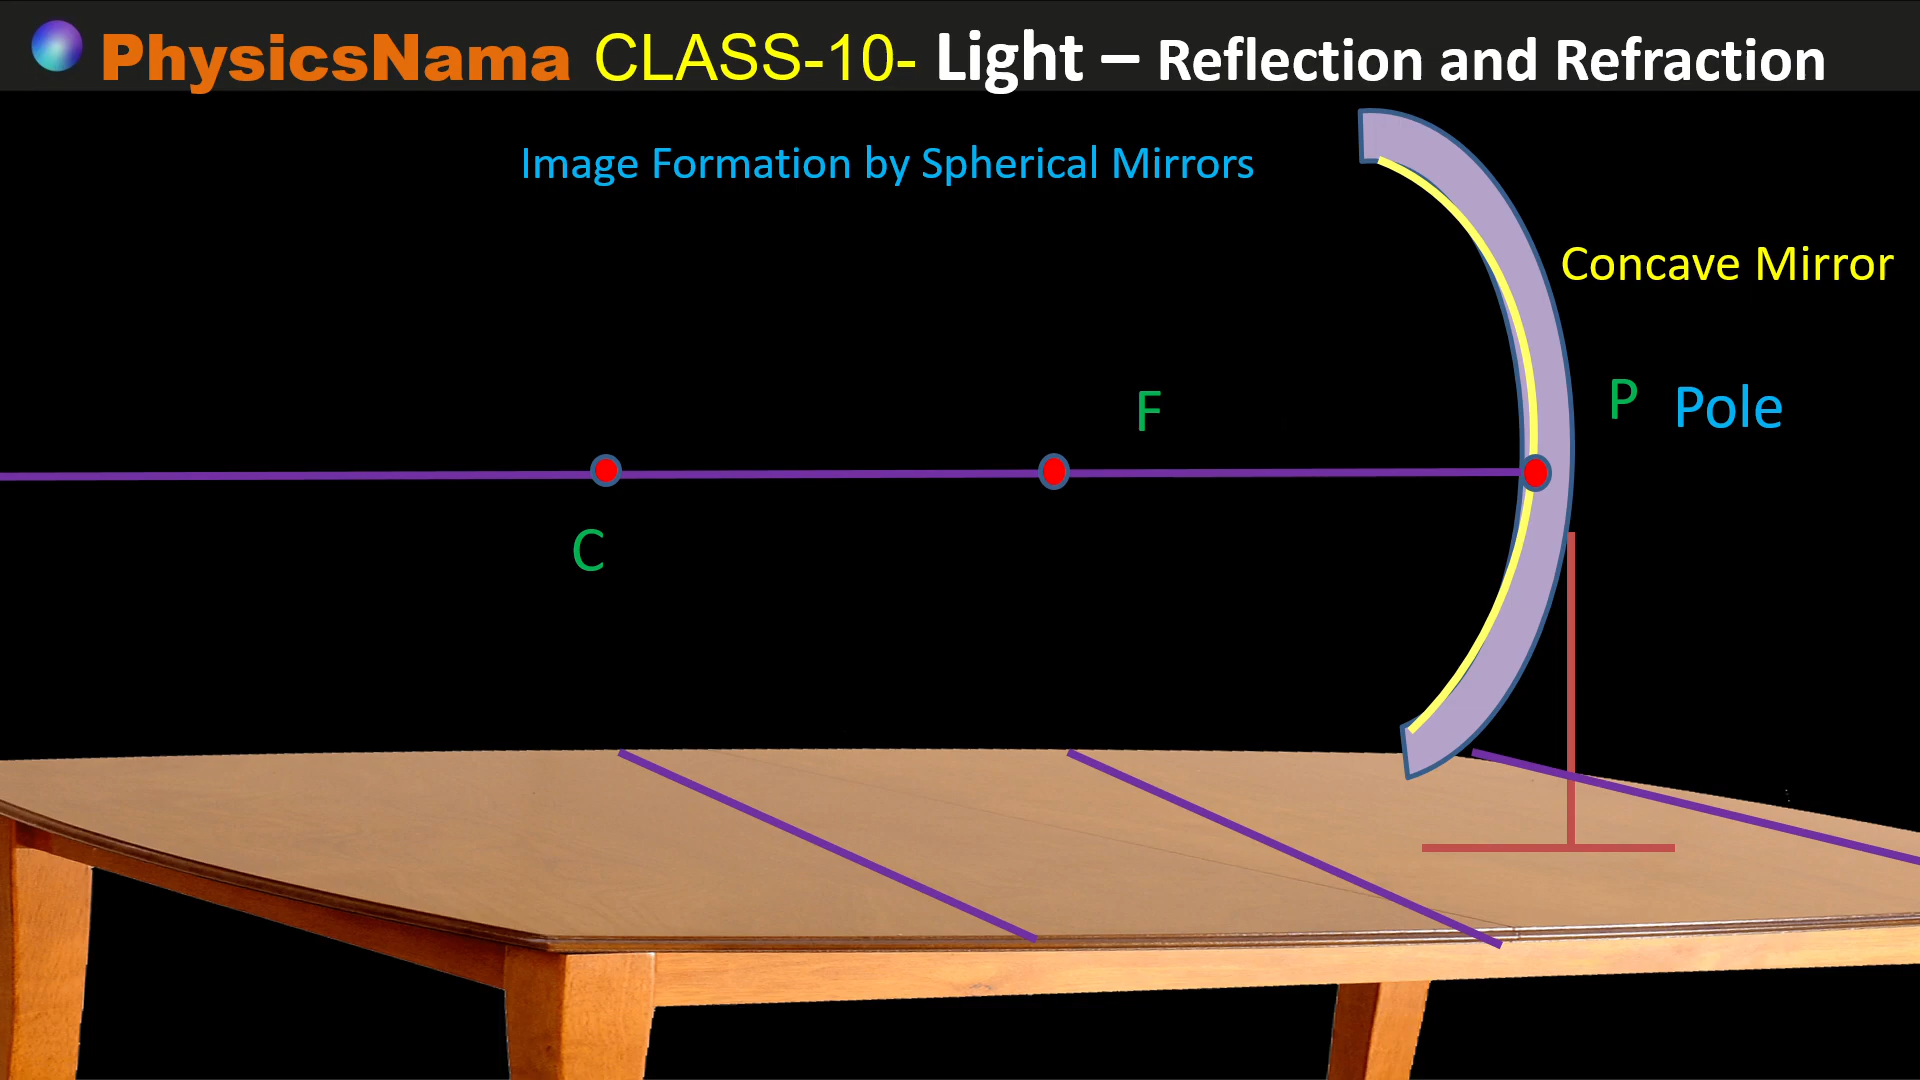 PhysicsNama CLASS-10- Light – Reflection and Refraction
Image Formation by Spherical Mirrors
Concave Mirror
F
P Pole
C